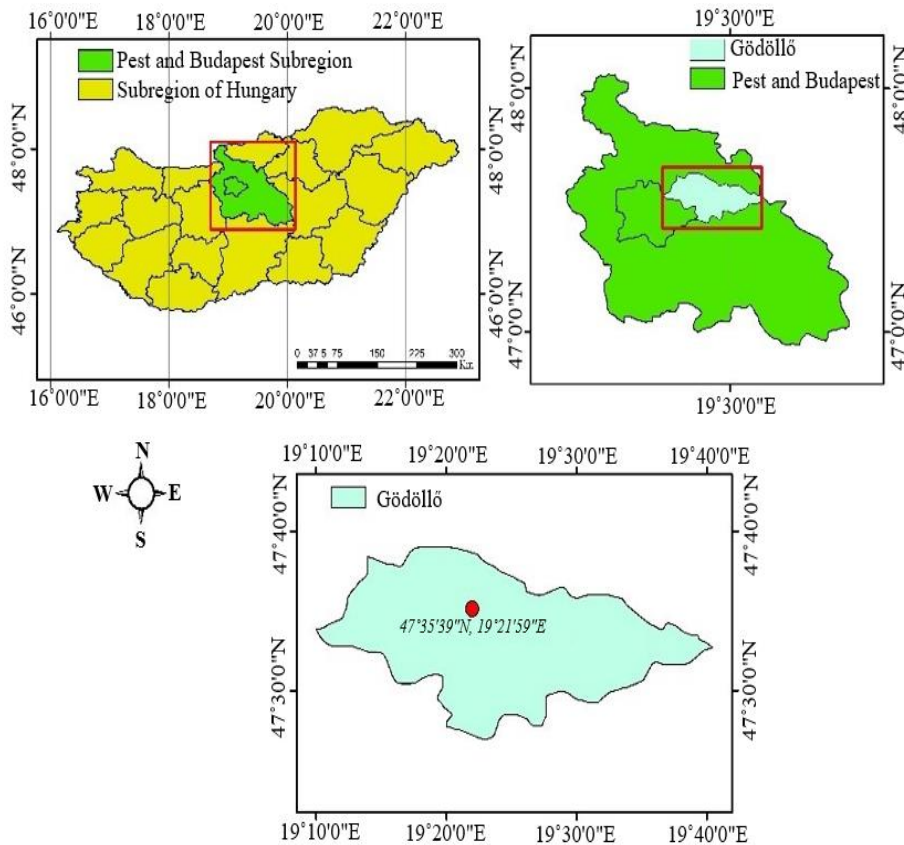 16°0'0"E 18°0'0"E 20°0'0"E 22°0'0"E
Pest and Budapest Subregion
Subregion of Hungary
48°0'0"N
46°0'0"N
48°0'0"N
46°0'0"N
0 37 5 75 150 225 300
Km
16°0'0"E 18°0'0"E 20°0'0"E 22°0'0"E
19°30'0"E
Gödöllő
Pest and Budapest
48°0'0"N
47°0'0"N
48°0'0"N
47°0'0"N
19°30'0"E
N
W E
S
19°10'0"E 19°20'0"E 19°30'0"E 19°40'0"E
Gödöllő
47°40'0"N
47°30'0"N
47°40'0"N
47°30'0"N
47°35'39"N, 19°21'59"E
19°10'0"E 19°20'0"E 19°30'0"E 19°40'0"E